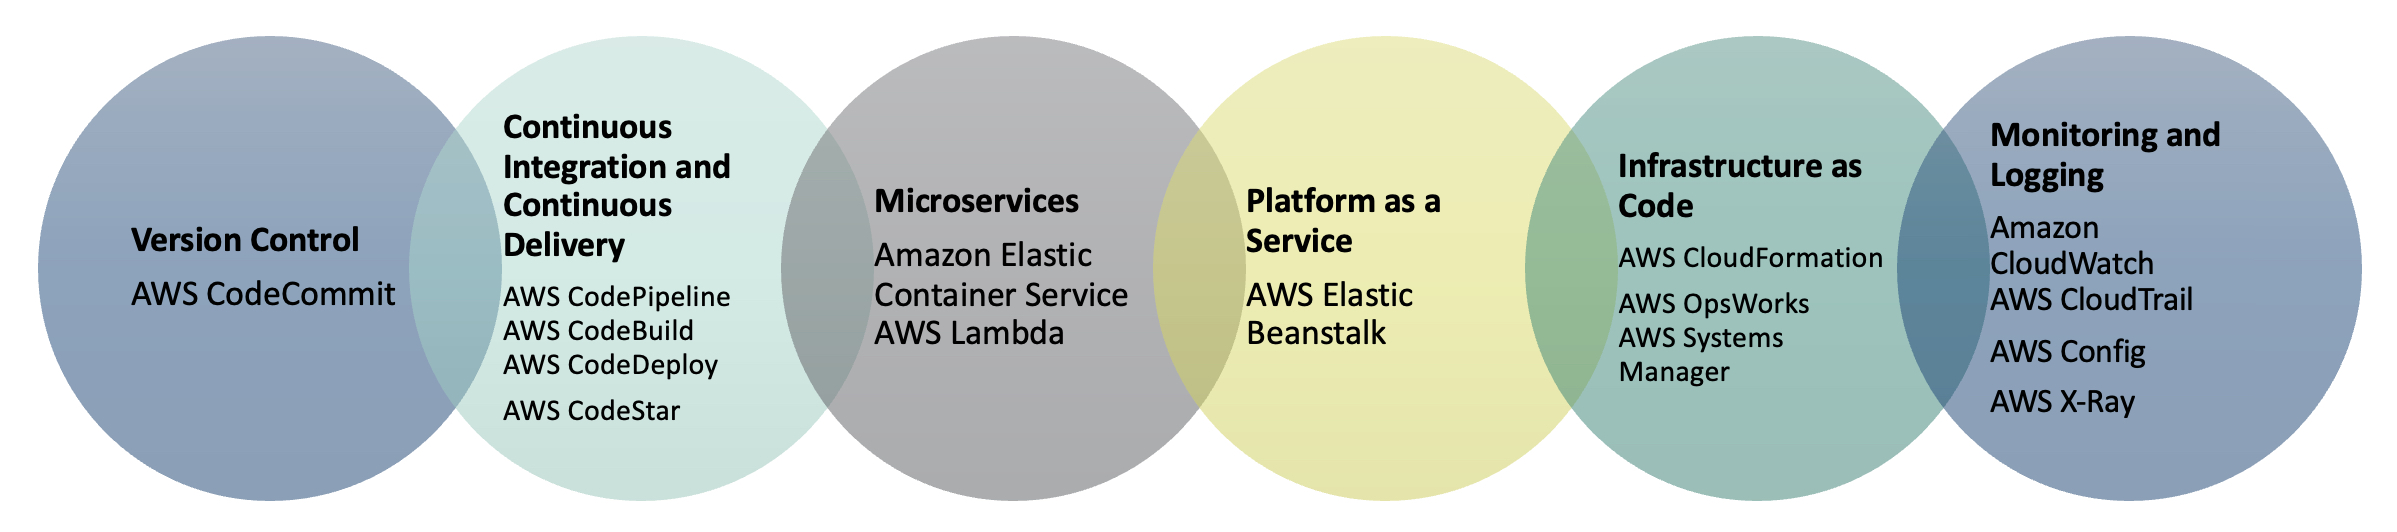 Version Control
AWS CodeCommit
Continuous
Integration and
Continuous
Delivery
AWS CodePipeline
AWS CodeBuild
AWS CodeDeploy
AWS CodeStar
Microservices
Amazon Elastic
Container Service
AWS Lambda
Platform as a
Service
AWS Elastic
Beanstalk
Infrastructure as
Code
AWS CloudFormation
AWS OpsWorks
AWS Systems
Manager
Monitoring and
Logging
Amazon
CloudWatch
AWS CloudTrail
AWS Config
AWS X-Ray